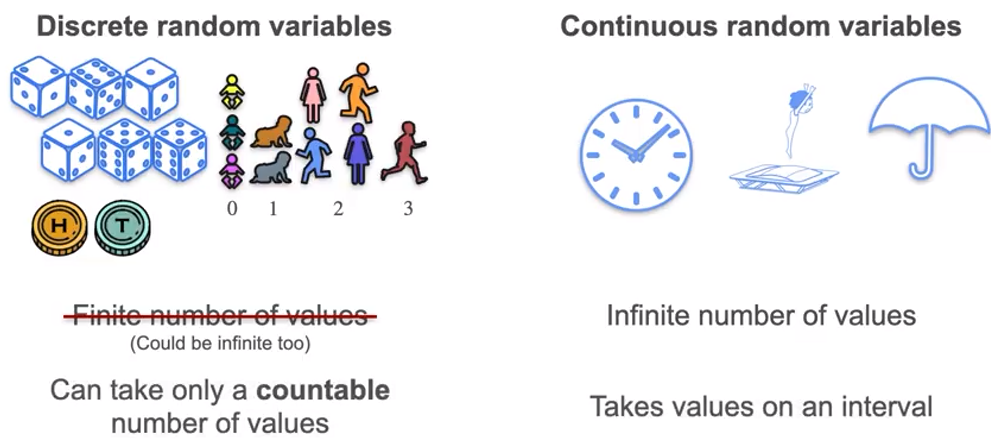 Discrete random variables
0 1 2 3
H T
Finite number of values
(Could be infinite too)
Can take only a countable
number of values
Continuous random variables
Infinite number of values
Takes values on an interval